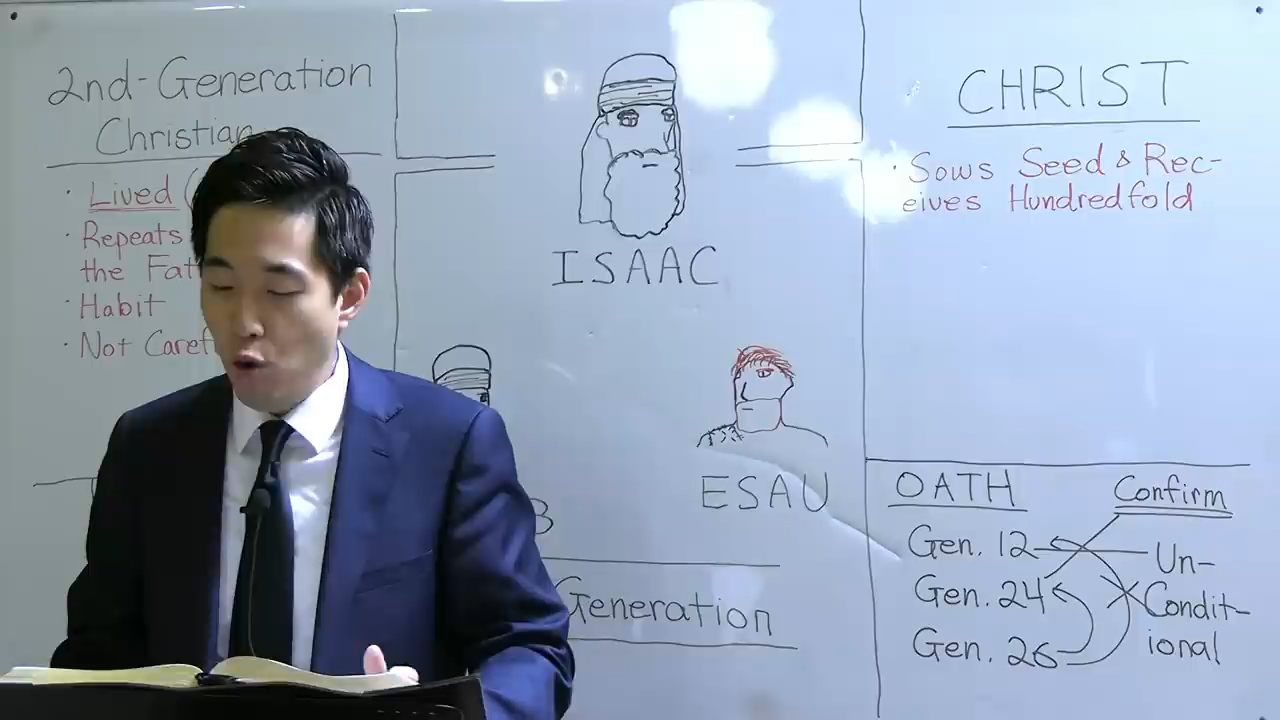 2nd-Generation
Christian
· Lived (
· Repeats
the Fat
· Habit
· Not Caref
ISAAC
B
ESAU
Generation
CHRIST
· Sows Seed & Rec-
eives Hundredfold
OATH
Confirm
Gen. 12
Gen. 24
Gen. 26
Un-
Condit-
ional